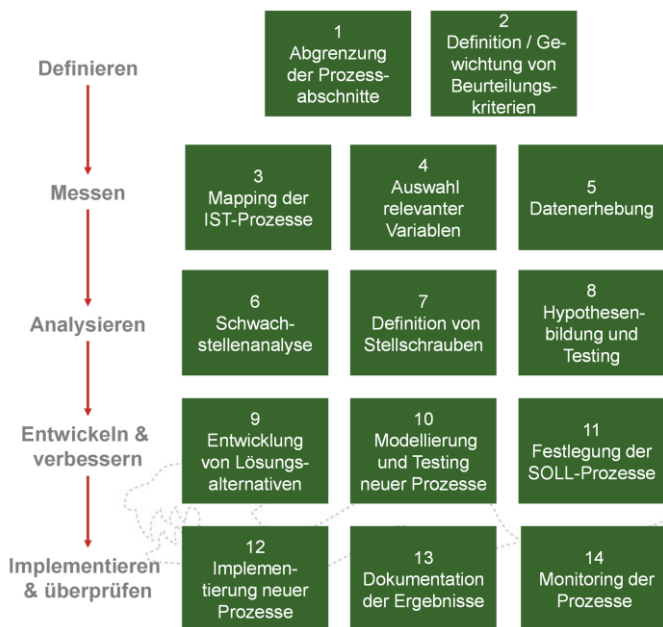 Definieren
1
Abgrenzung
der Prozess-
abschnitte
2
Definition / Ge-
wichtung von
Beurteilungs-
kriterien
Messen
3
Mapping der
IST-Prozesse
4
Auswahl
relevanter
Variablen
5
Datenerhebung
Analysieren
6
Schwach-
stellenanalyse
7
Definition von
Stellschrauben
8
Hypothesen-
bildung und
Testing
Entwickeln &
verbessern
9
Entwicklung
von Lösungs-
alternativen
10
Modellierung
und Testing
neuer Prozesse
11
Festlegung der
SOLL-Prozesse
Implementieren
& überprüfen
12
Implemen-
tierung neuer
Prozesse
13
Dokumentation
der Ergebnisse
14
Monitoring der
Prozesse